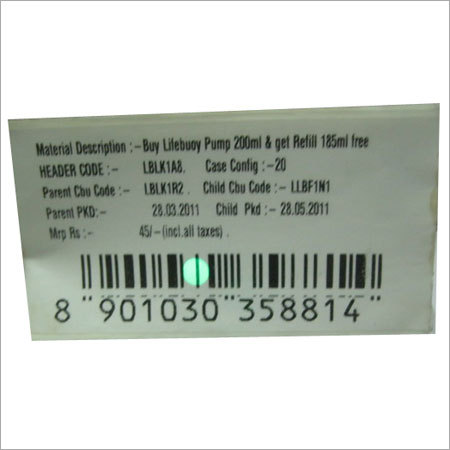 Material Description :-Buy Lifebuoy Pump 200ml & get Refill 185ml free
HEADER CODE :- LBLK1A8. Case Config :-20
Parent Cbu Code :- LBLK1R2 . Child Cbu Code :- LLBF1N1
Parent PKD:- 28.03.2011 Child Pkd :- 28.05.2011
Mrp Rs :- 45/-(incl.all taxes) .
8 "901030"358814"